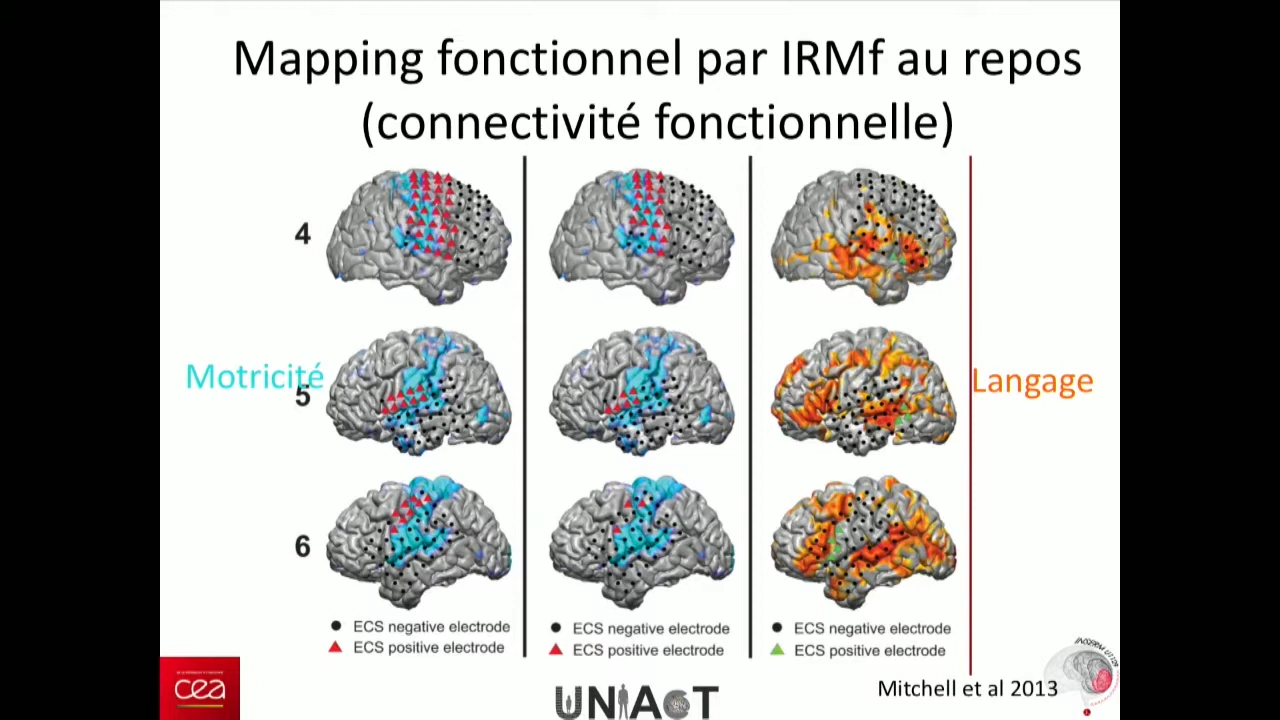 Mapping fonctionnel par IRMf au repos
(connectivité fonctionnelle)
4
Motricité
5
Langage
6
ECS negative electrode
ECS positive electrode
ECS negative electrode
ECS positive electrode
ECS negative electrode
ECS positive electrode
cea
UNIACT
Mitchell et al 2013